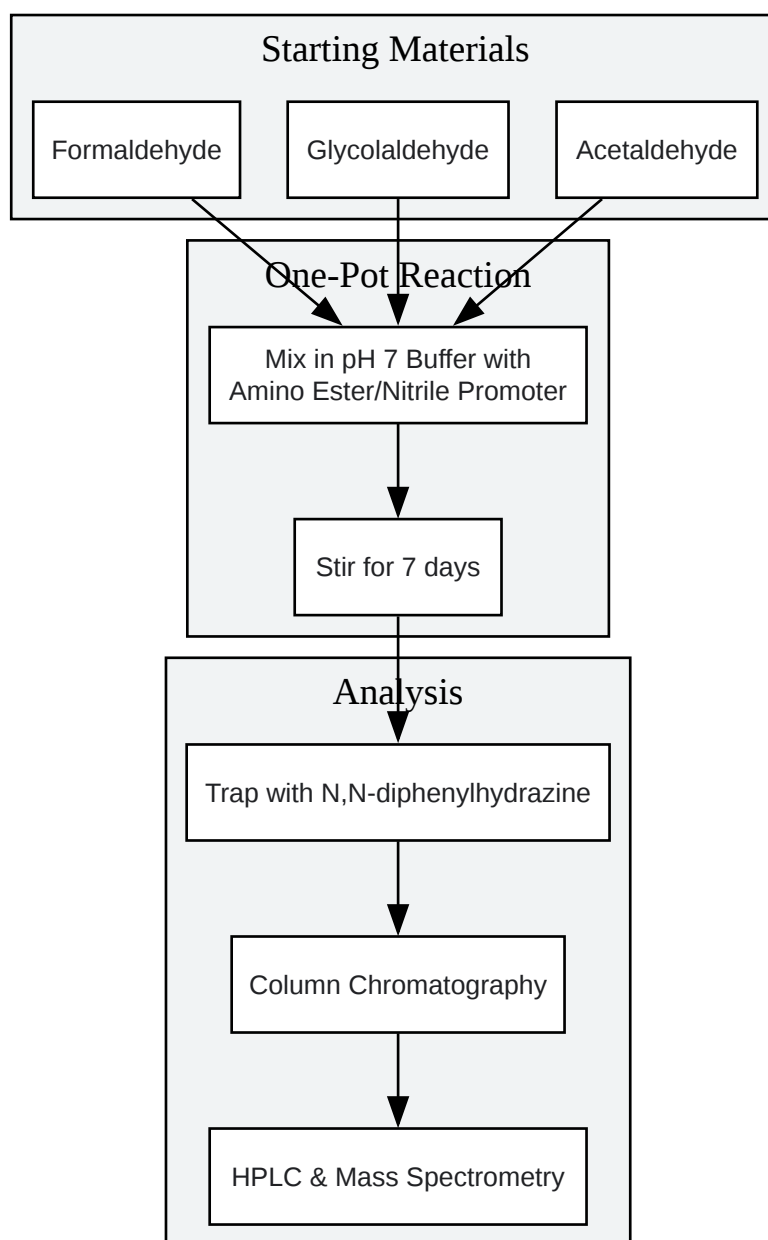 Starting Materials
Formaldehyde
Glycolaldehyde
Acetaldehyde
One-Pot Reaction
Mix in pH 7 Buffer with
Amino Ester/Nitrile Promoter
Stir for 7 days
Analysis
Trap with N,N-diphenylhydrazine
Column Chromatography
HPLC & Mass Spectrometry